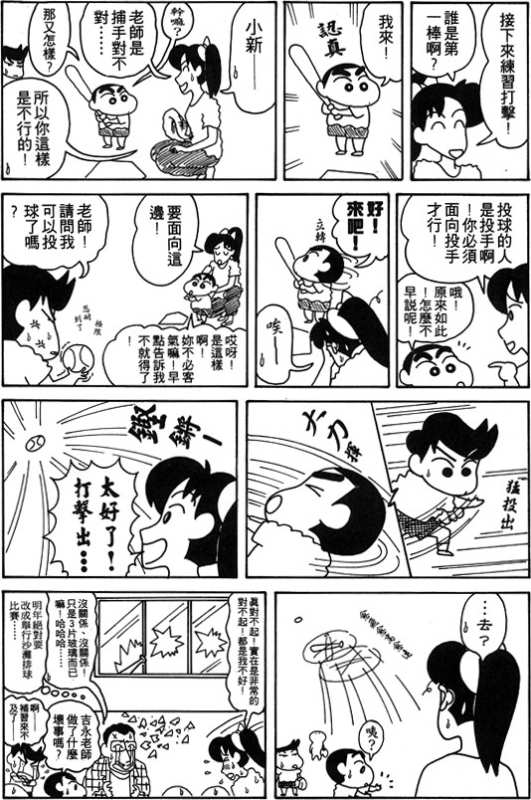 接下來練習打擊!
誰是第
一棒啊?
我來!
認真
小新——
幹嘛?
老師是
捕手對不
對……
那又怎樣?
所以你這樣
是不行的!
投球的人
是投手啊
!你必須
面向投手
才行!
哦!
原來如此
!怎麼不
早說呢!
好!
來吧!
立轉
唉——
要面向這
邊!
哎呀!
是這樣
啊!
妳不必客
氣嘛!早
點告訴我
不就得了
!
老師!
請問我
可以投
球了嗎
?
猛投出
大力揮
鏗鏘—
太好了!
打擊出…
…去?
咦?
真對不起!實在是非常的
對不起!都是我不好!
沒關係!沒關係!
只是3片玻璃而已
嘛!哈哈哈……
明年絕對要
改成舉行沙灘排球
比賽……
吉永老師
做了什麼
壞事嗎?
啊——
補習來不
及了!